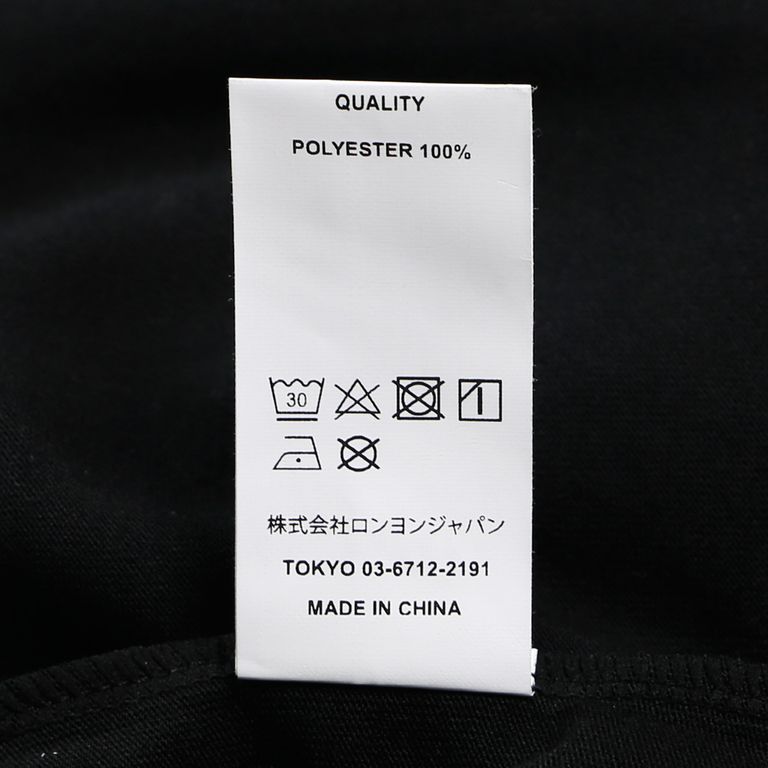 QUALITY
POLYESTER 100%
30
株式会社ロンヨンジャパン
TOKYO 03-6712-2191
MADE IN CHINA